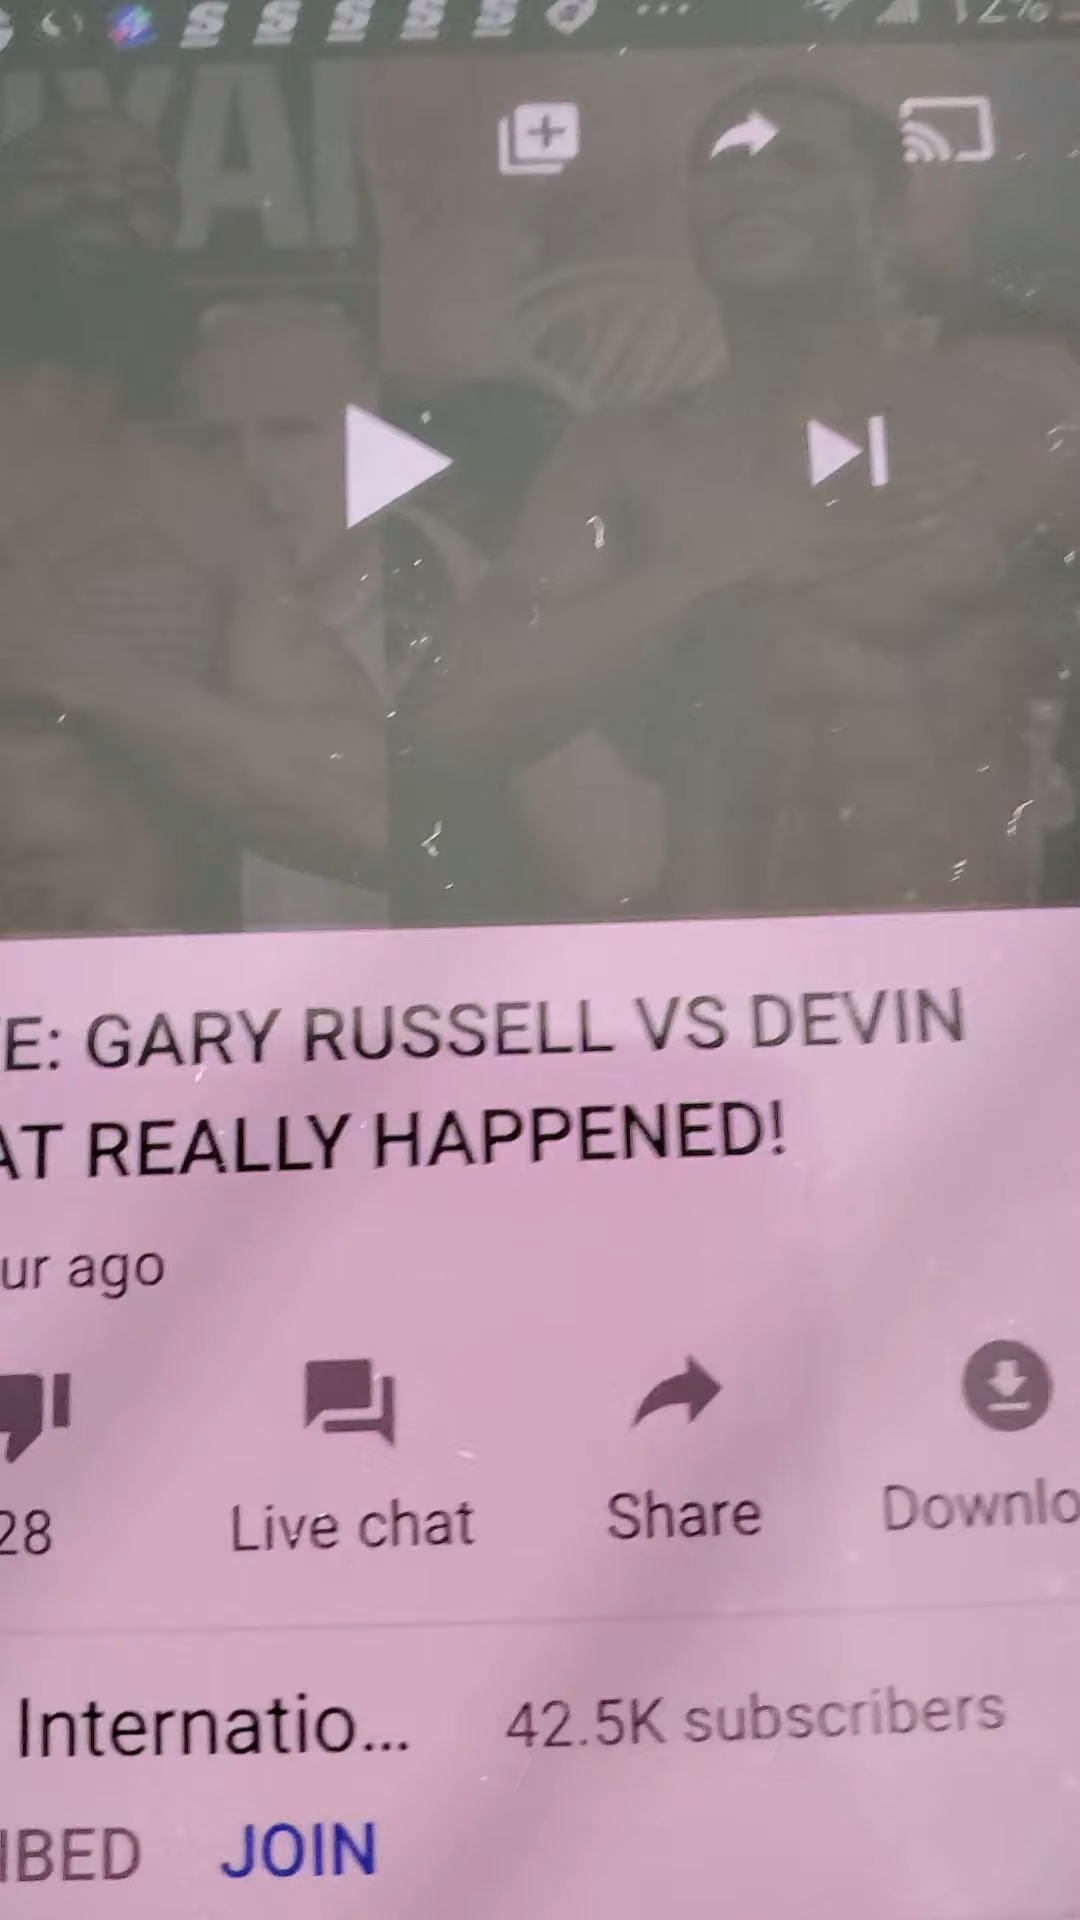 12%
YAN
E: GARY RUSSELL VS DEVIN
AT REALLY HAPPENED!
ur ago
28
Live chat
Share
Downlo
Internatio...
42.5K subscribers
IBED
JOIN